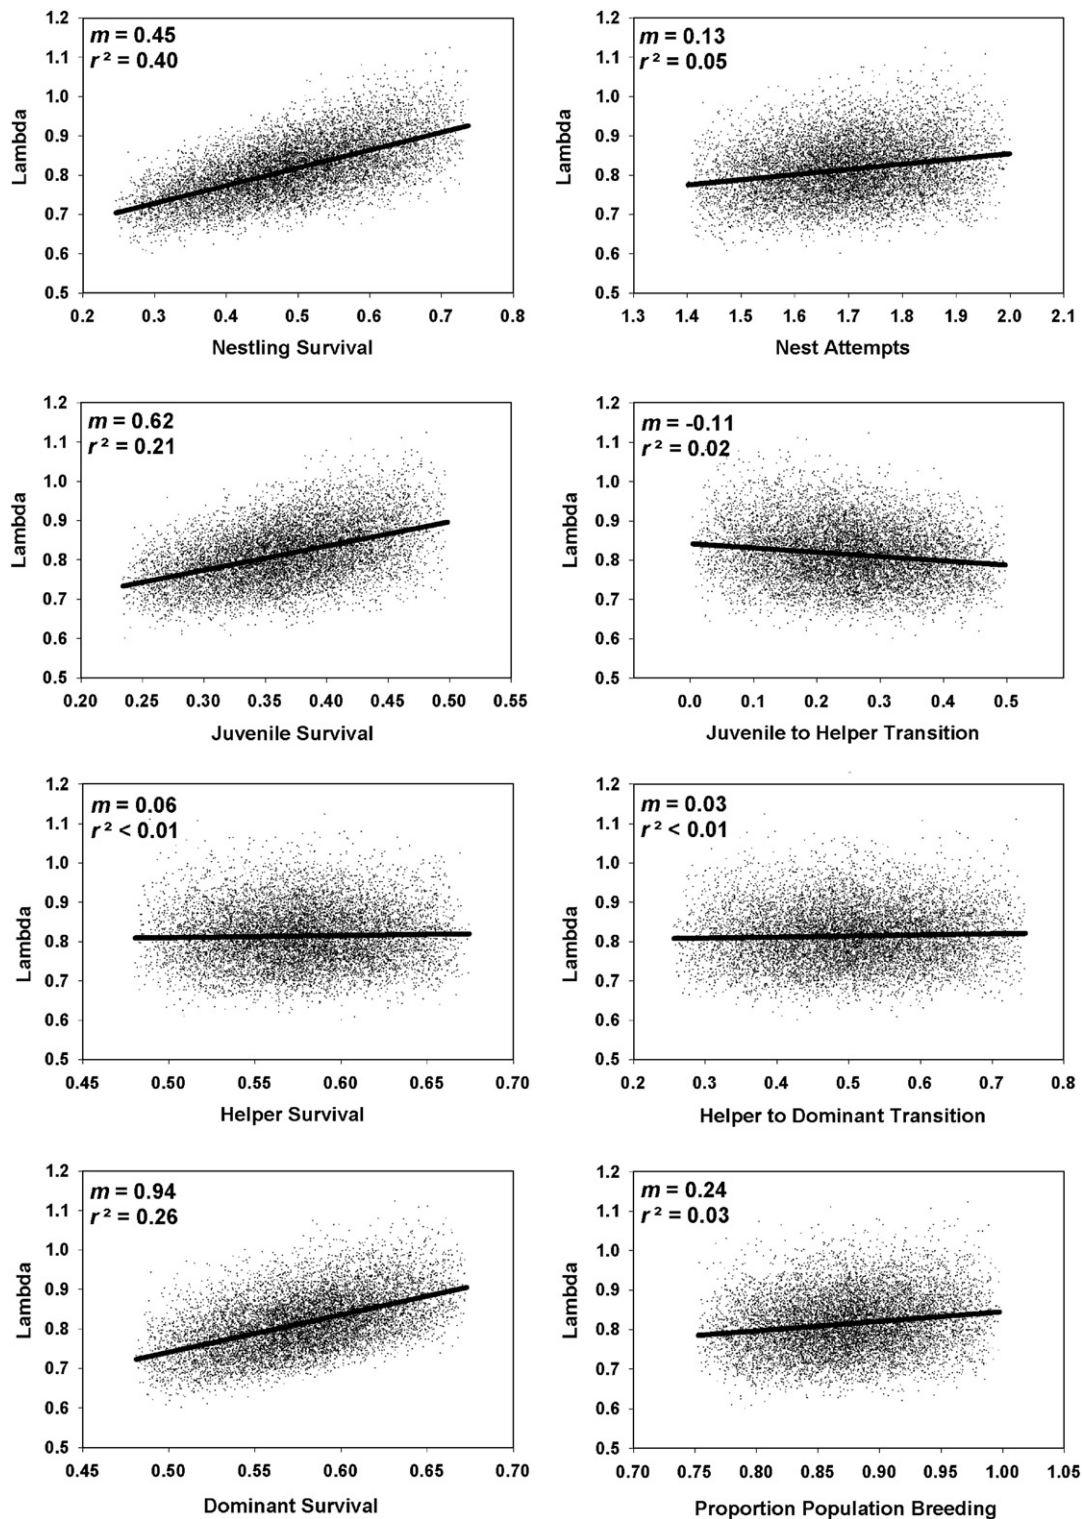 m = 0.45
r² = 0.40
1.2
1.1
1.0
0.9
0.8
0.7
0.6
0.5
Lambda
0.2 0.3 0.4 0.5 0.6 0.7 0.8
Nestling Survival
m = 0.13
r² = 0.05
1.2
1.1
1.0
0.9
0.8
0.7
0.6
0.5
Lambda
1.3 1.4 1.5 1.6 1.7 1.8 1.9 2.0 2.1
Nest Attempts
m = 0.62
r² = 0.21
1.2
1.1
1.0
0.9
0.8
0.7
0.6
0.5
Lambda
0.20 0.25 0.30 0.35 0.40 0.45 0.50 0.55
Juvenile Survival
m = -0.11
r² = 0.02
1.2
1.1
1.0
0.9
0.8
0.7
0.6
0.5
Lambda
0.0 0.1 0.2 0.3 0.4 0.5
Juvenile to Helper Transition
m = 0.06
r² < 0.01
1.2
1.1
1.0
0.9
0.8
0.7
0.6
0.5
Lambda
0.45 0.50 0.55 0.60 0.65 0.70
Helper Survival
m = 0.03
r² < 0.01
1.2
1.1
1.0
0.9
0.8
0.7
0.6
0.5
Lambda
0.2 0.3 0.4 0.5 0.6 0.7 0.8
Helper to Dominant Transition
m = 0.94
r² = 0.26
1.2
1.1
1.0
0.9
0.8
0.7
0.6
0.5
Lambda
0.45 0.50 0.55 0.60 0.65 0.70
Dominant Survival
m = 0.24
r² = 0.03
1.2
1.1
1.0
0.9
0.8
0.7
0.6
0.5
Lambda
0.70 0.75 0.80 0.85 0.90 0.95 1.00 1.05
Proportion Population Breeding